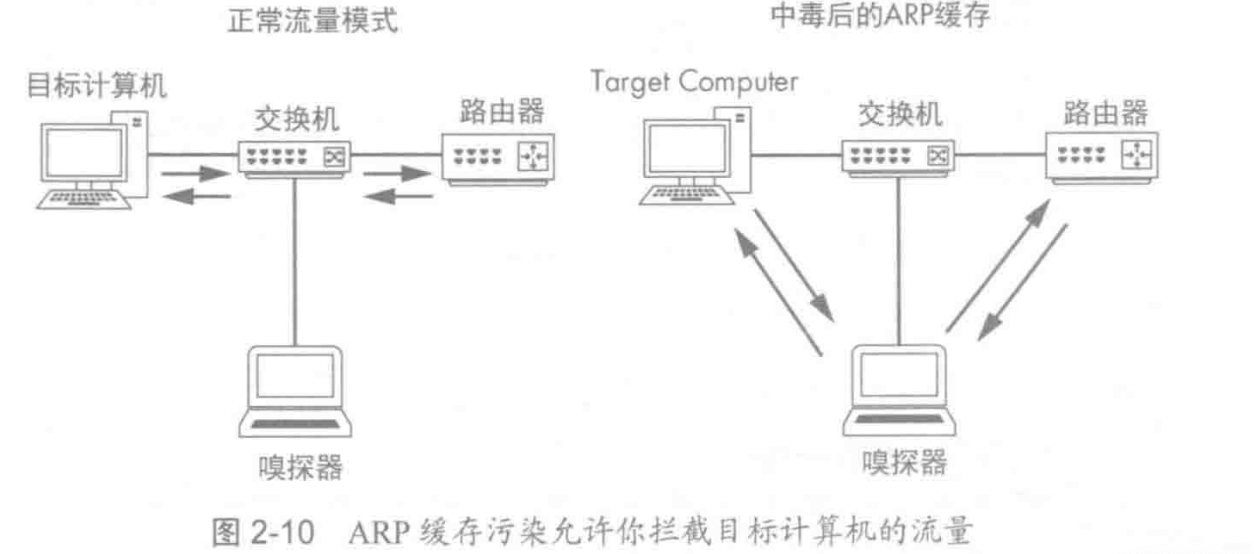 正常流量模式
中毒后的ARP缓存
目标计算机
交换机
路由器
Target Computer
交换机
路由器
嗅探器
嗅探器
图 2-10 ARP 缓存污染允许你拦截目标计算机的流量